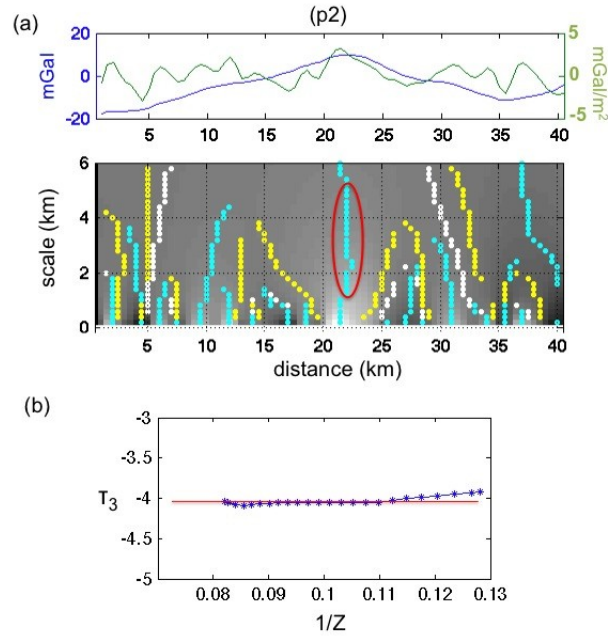 (a)
(p2)
20
0
-20
mGal
5
0
-5
mGal/m²
5 10 15 20 25 30 35 40
6
4
2
0
scale (km)
5 10 15 20 25 30 35 40
distance (km)
(b)
-3
-3.5
-4
-4.5
-5
τ₃
0.08 0.09 0.1 0.11 0.12 0.13
1/Z